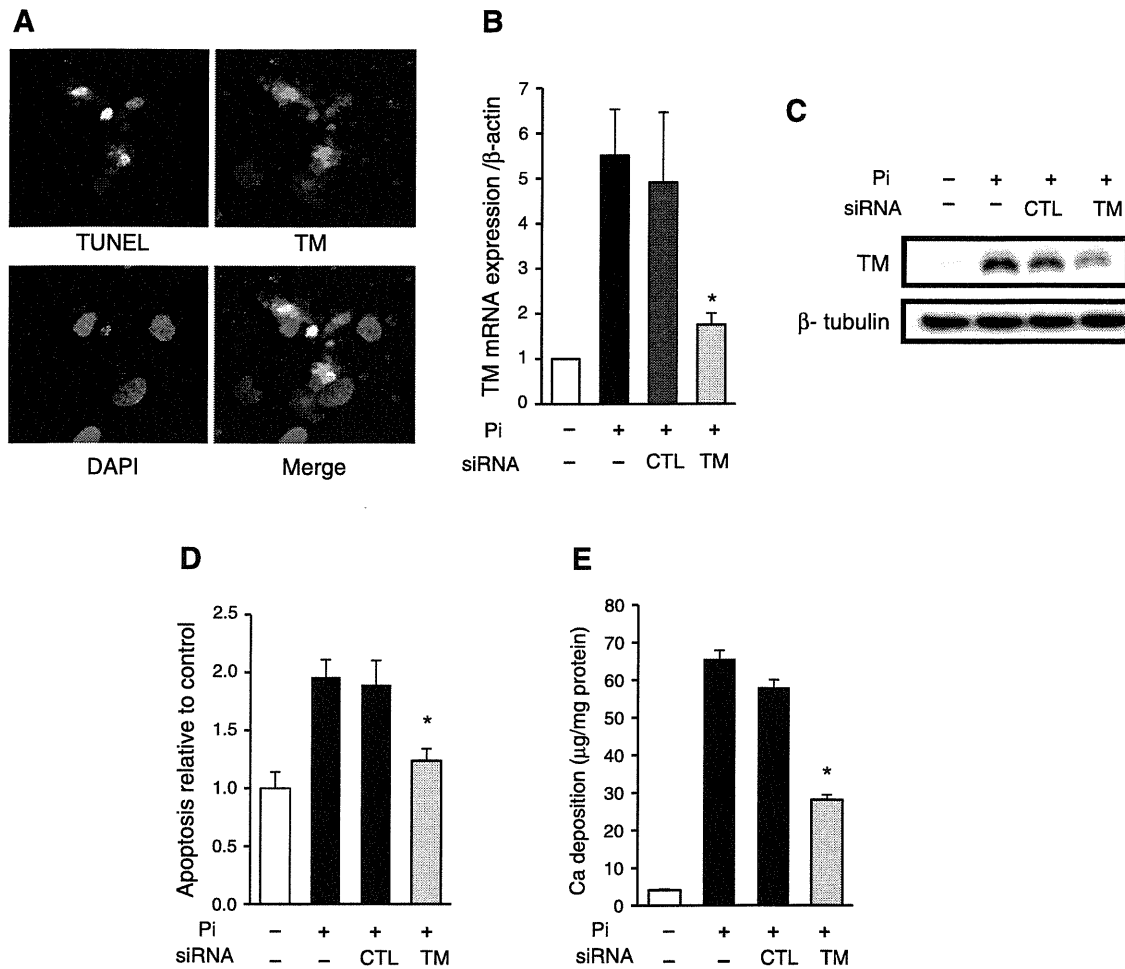 A
TUNEL
TM
DAPI
Merge
B
TM mRNA expression /β-actin
7
6
5
4
3
2
1
0
Pi – + + +
siRNA – – CTL TM
*
C
Pi – + + +
siRNA – – CTL TM
TM
β- tubulin
D
Apoptosis relative to control
2.5
2.0
1.5
1.0
0.5
0.0
*
Pi – + + +
siRNA – – CTL TM
E
Ca deposition (μg/mg protein)
80
70
60
50
40
30
20
10
0
*
Pi – + + +
siRNA – – CTL TM